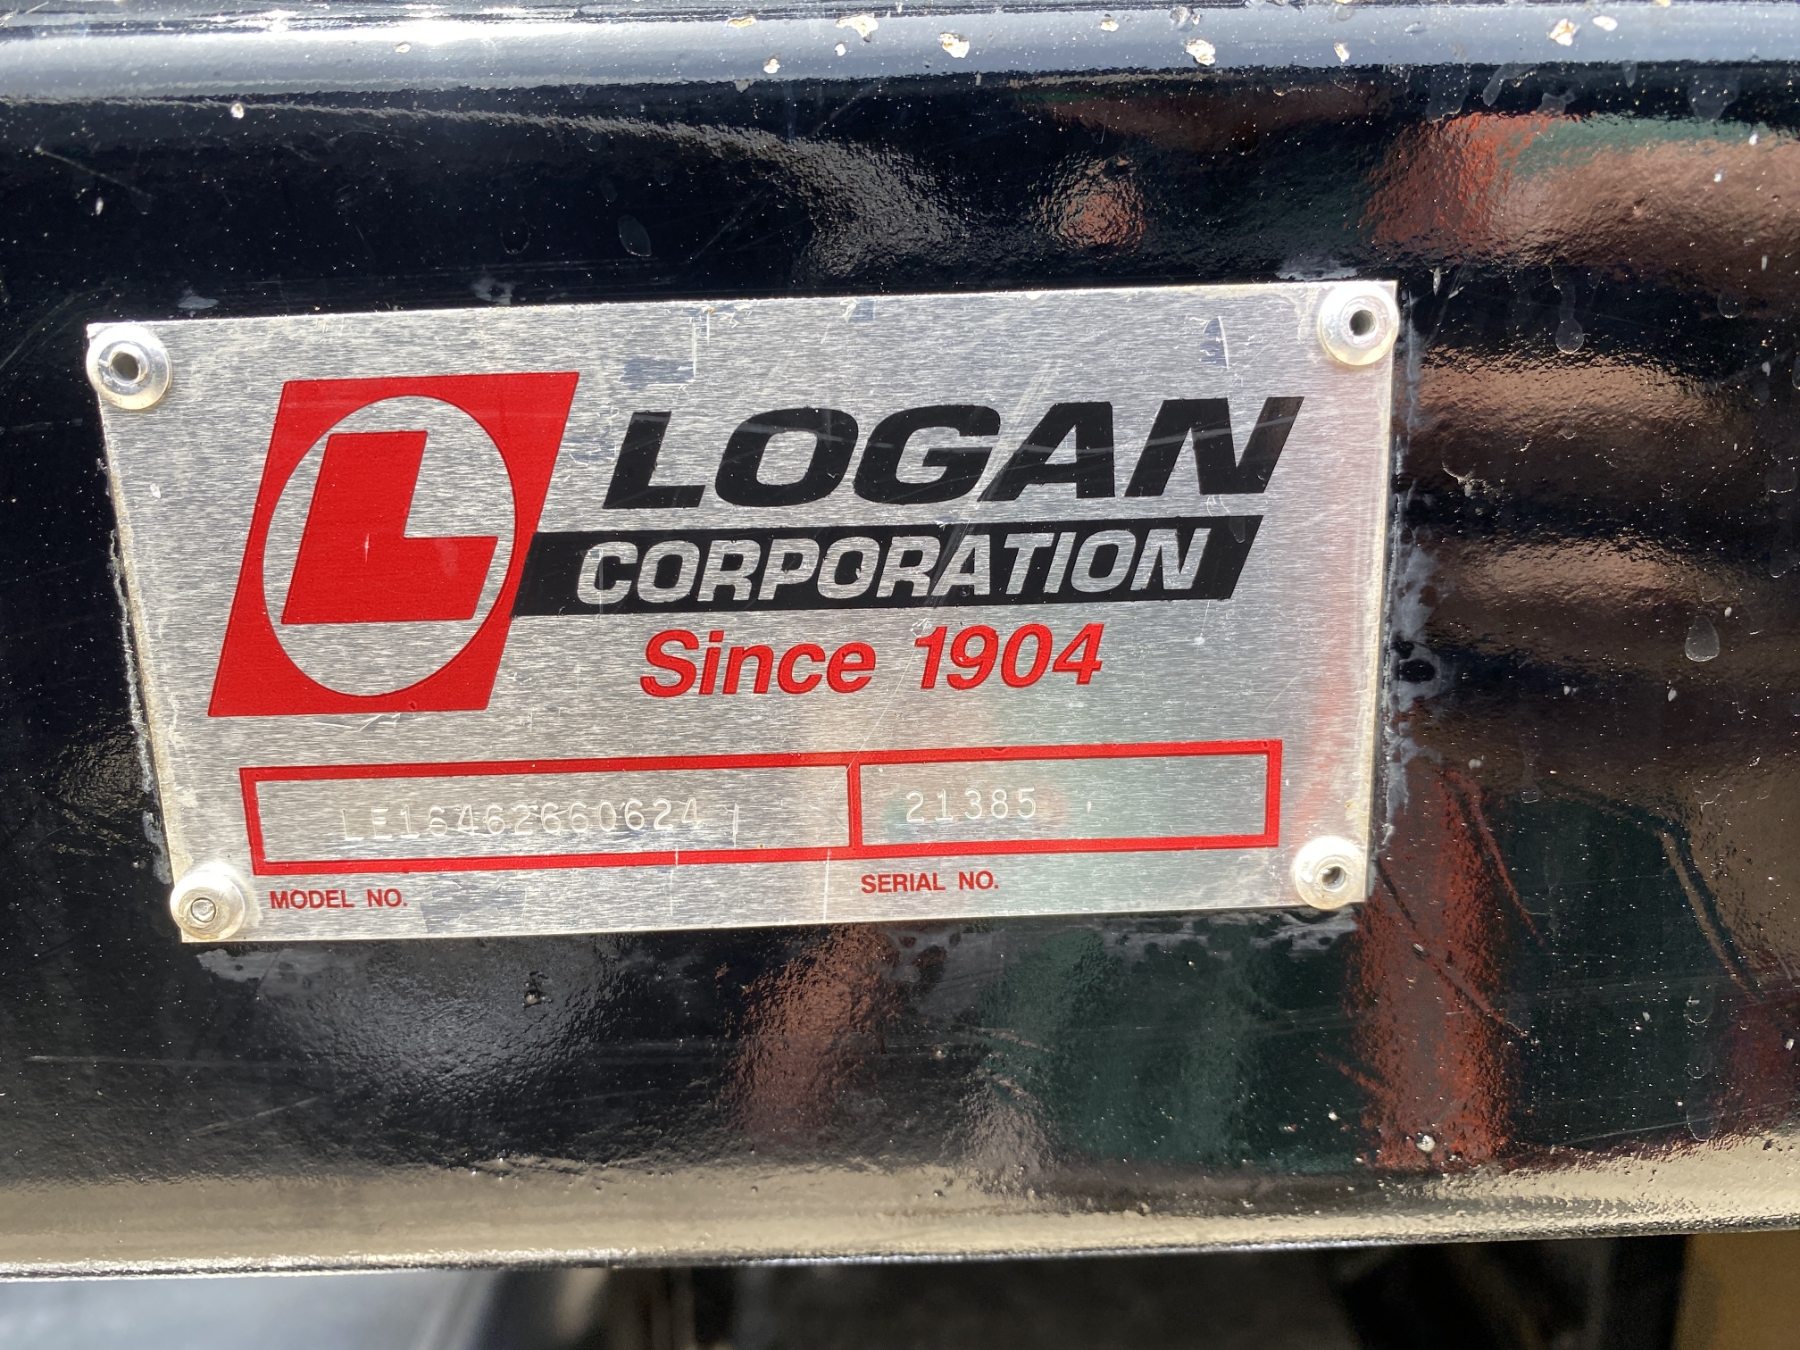 L
LOGAN
CORPORATION
Since 1904
LE16462660624 21385
MODEL NO. SERIAL NO.